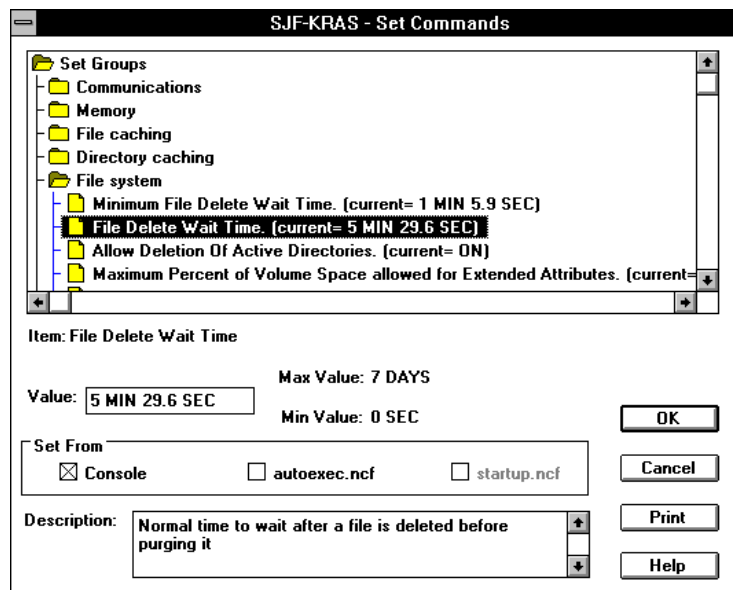 SJF-KRAS - Set Commands
Set Groups
Communications
Memory
File caching
Directory caching
File system
Minimum File Delete Wait Time. (current= 1 MIN 5.9 SEC)
File Delete Wait Time. (current= 5 MIN 29.6 SEC)
Allow Deletion Of Active Directories. (current= ON)
Maximum Percent of Volume Space allowed for Extended Attributes. (current=
Item: File Delete Wait Time
Max Value: 7 DAYS
Value: 5 MIN 29.6 SEC
Min Value: 0 SEC
OK
Set From
Console autoexec.ncf startup.ncf
Cancel
Description: Normal time to wait after a file is deleted before
purging it
Print
Help